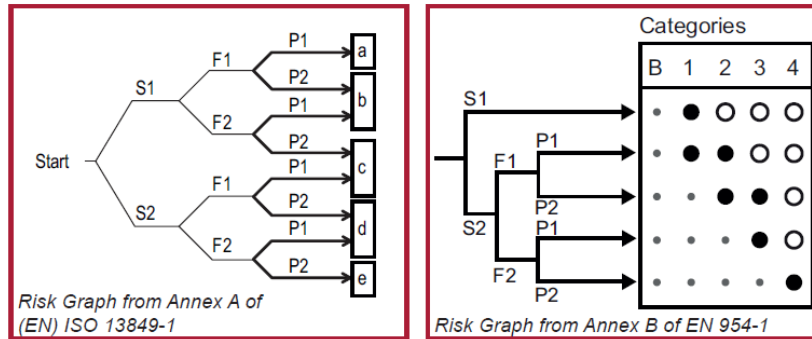 P1
a
F1
P2
S1
P1
b
F2
P2
Start
c
F1
P1
P2
S2
d
P1
F2
P2
e
Risk Graph from Annex A of
(EN) ISO 13849-1
Categories
B 1 2 3 4
S1
F1
P1
P2
S2
P1
F2
P2
Risk Graph from Annex B of EN 954-1